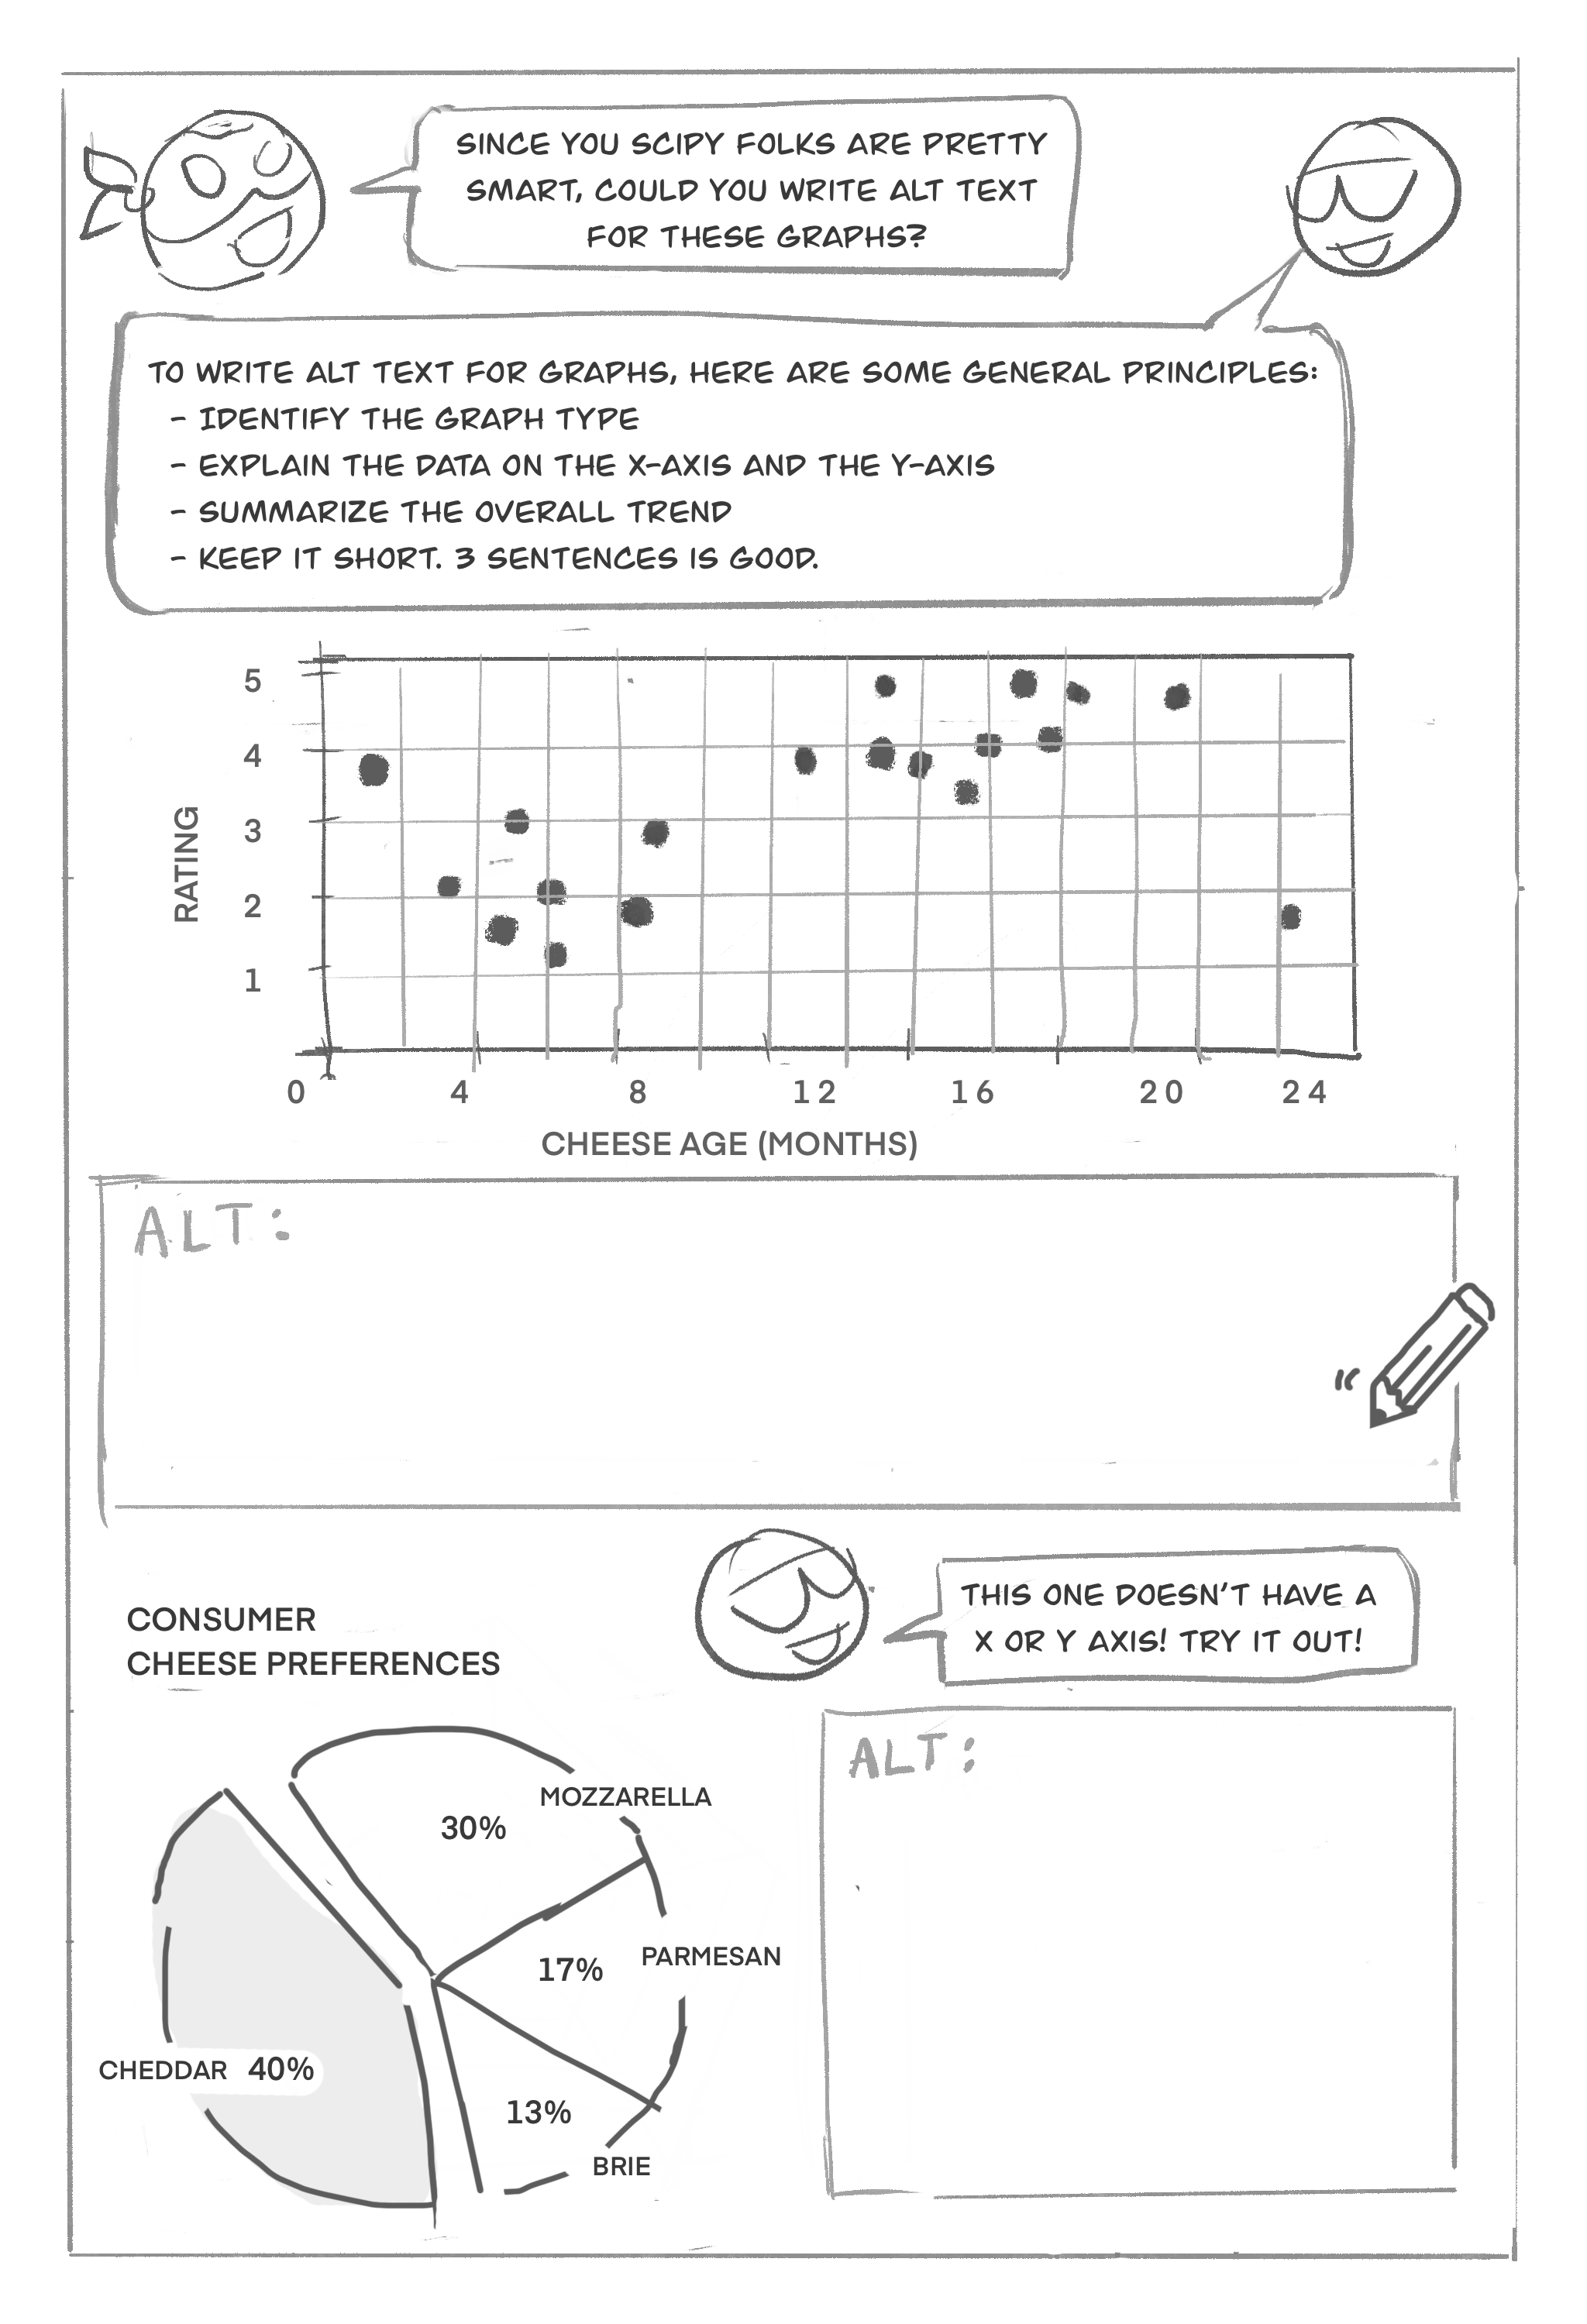 SINCE YOU SCIPY FOLKS ARE PRETTY
SMART, COULD YOU WRITE ALT TEXT
FOR THESE GRAPHS?
TO WRITE ALT TEXT FOR GRAPHS, HERE ARE SOME GENERAL PRINCIPLES:
- IDENTIFY THE GRAPH TYPE
- EXPLAIN THE DATA ON THE X-AXIS AND THE Y-AXIS
- SUMMARIZE THE OVERALL TREND
- KEEP IT SHORT. 3 SENTENCES IS GOOD.
5
4
3
2
1
RATING
0 4 8 12 16 20 24
CHEESE AGE (MONTHS)
ALT:
THIS ONE DOESN'T HAVE A
X OR Y AXIS! TRY IT OUT!
CONSUMER
CHEESE PREFERENCES
MOZZARELLA
30%
PARMESAN
17%
CHEDDAR 40%
13%
BRIE
ALT: